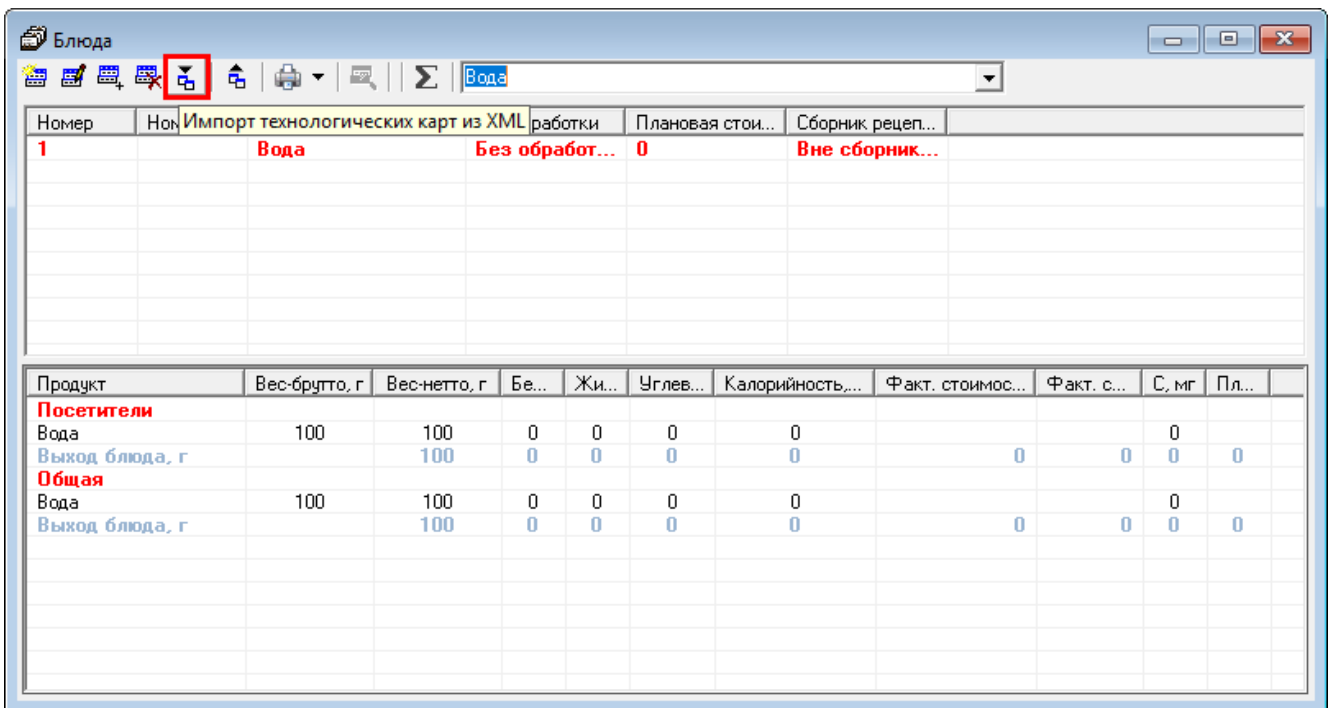 Блюда
Σ Вода
Номер Ном Импорт технологических карт из XML работки Плановая стои... Сборник рецеп...
1 Вода Без обработ... 0 Вне сборник...
Продукт Вес-брутто, г Вес-нетто, г Бе... Жи... Углев... Калорийность,... Факт. стоимос... Факт. с... С, мг Пл...
Посетители
Вода 100 100 0 0 0 0 0
Выход блюда, г 100 0 0 0 0 0 0 0 0
Общая
Вода 100 100 0 0 0 0 0
Выход блюда, г 100 0 0 0 0 0 0 0 0